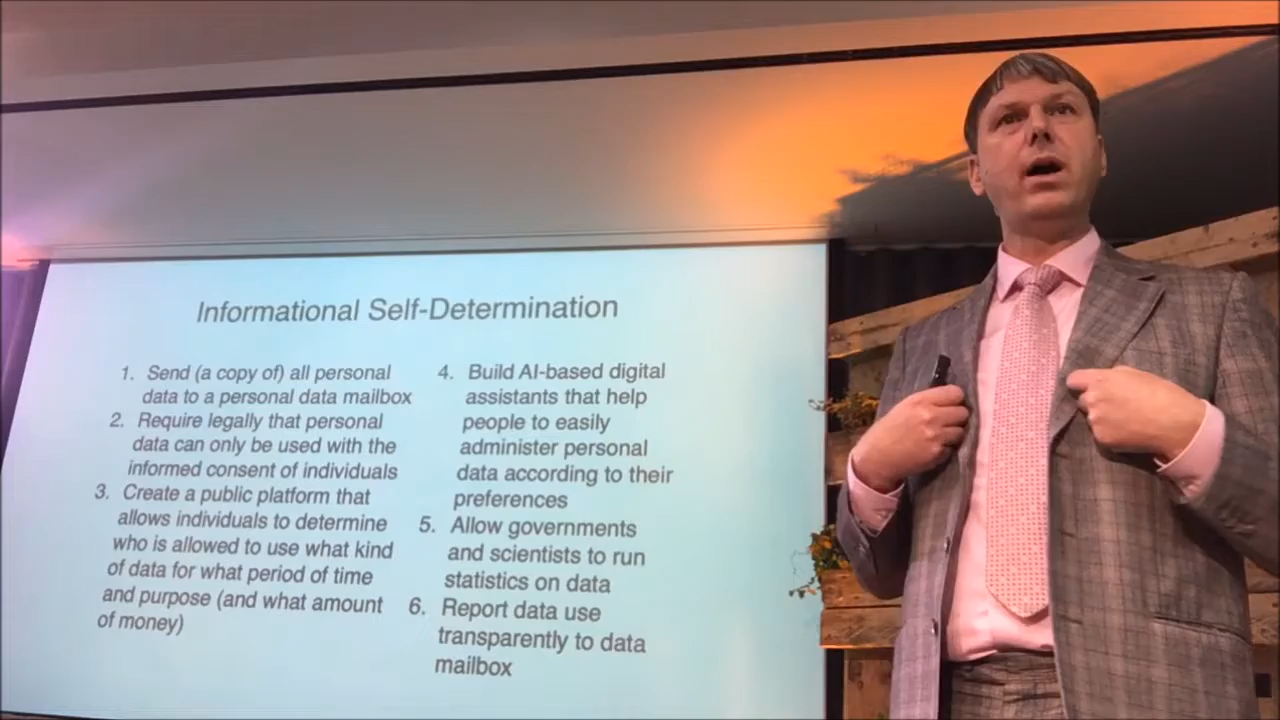 Informational Self-Determination
1. Send (a copy of) all personal
data to a personal data mailbox
2. Require legally that personal
data can only be used with the
informed consent of individuals
3. Create a public platform that
allows individuals to determine
who is allowed to use what kind
of data for what period of time
and purpose (and what amount
of money)
4. Build AI-based digital
assistants that help
people to easily
administer personal
data according to their
preferences
5. Allow governments
and scientists to run
statistics on data
6. Report data use
transparently to data
mailbox